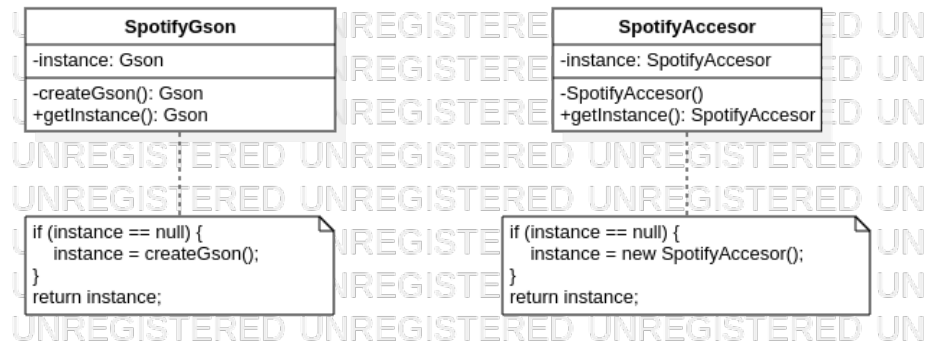 SpotifyGson
-instance: Gson
-createGson(): Gson
+getInstance(): Gson
if (instance == null) {
instance = createGson();
}
return instance;
SpotifyAccesor
-instance: SpotifyAccesor
-SpotifyAccesor()
+getInstance(): SpotifyAccesor
if (instance == null) {
instance = new SpotifyAccesor();
}
return instance;
UNREGISTERED UNREGISTERED UNREGISTERED UN
UNREGISTERED UNREGISTERED UNREGISTERED UN
UNREGISTERED UNREGISTERED UNREGISTERED UN